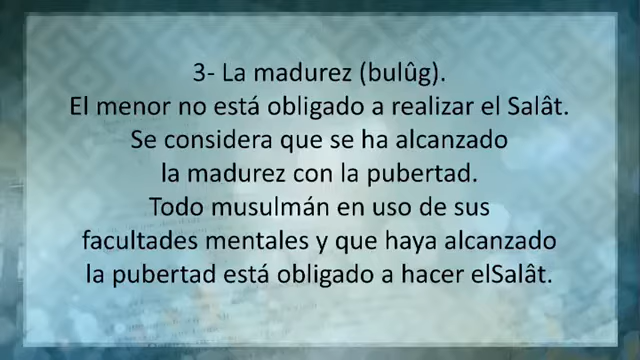 3- La madurez (bulûg).
El menor no está obligado a realizar el Salât.
Se considera que se ha alcanzado
la madurez con la pubertad.
Todo musulmán en uso de sus
facultades mentales y que haya alcanzado
la pubertad está obligado a hacer elSalât.